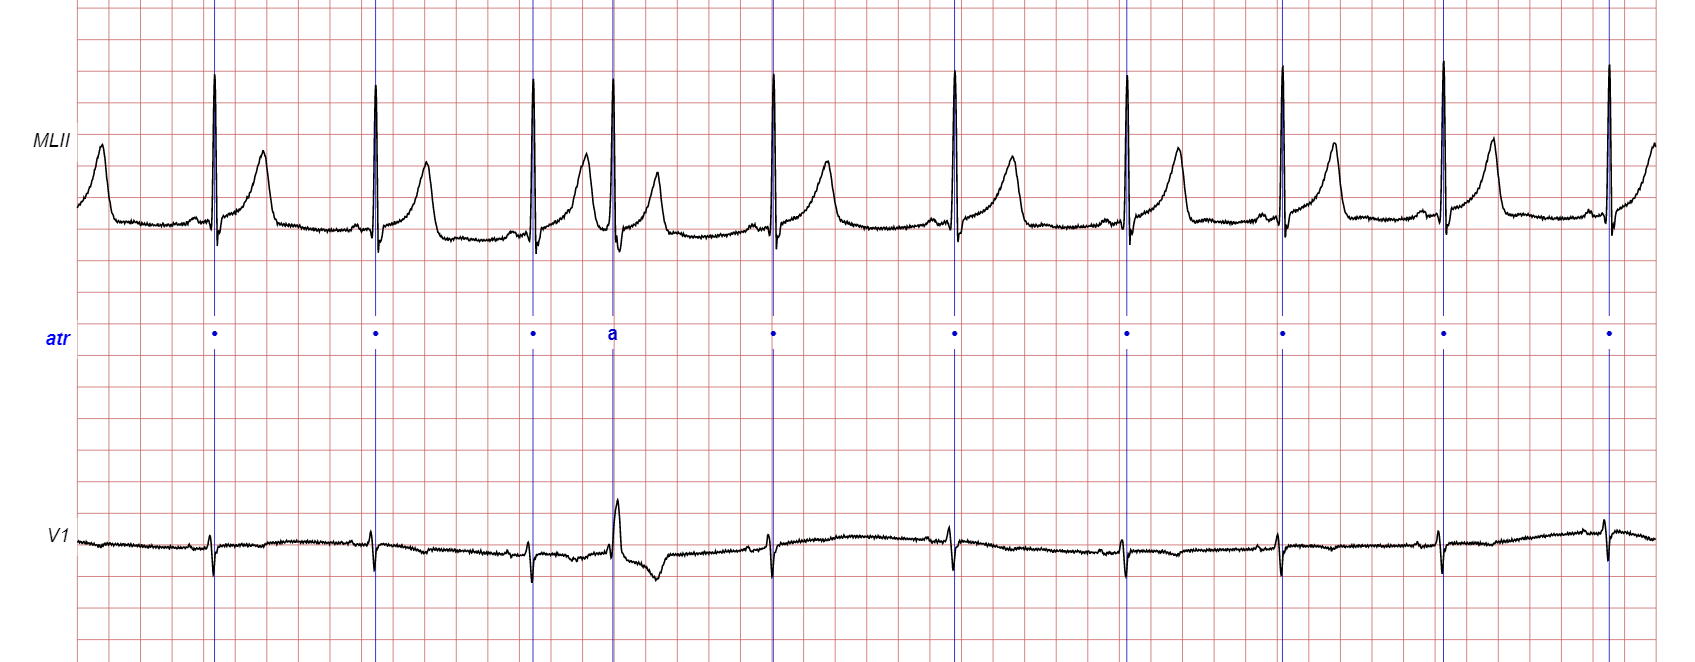 MLII
atr • • • a • • • • • •
V1